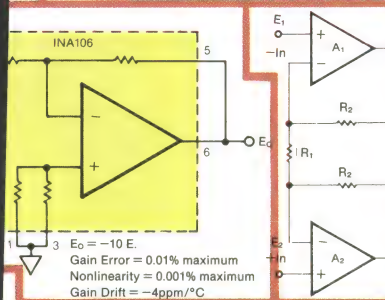 INA106
5
−
+
6
E₀
1
3
E₀ = −10 E.
Gain Error = 0.01% maximum
Nonlinearity = 0.001% maximum
Gain Drift = −4ppm/°C
E₁
−In
+
−
A₁
R₂
R₁
R₂
E₂
+In
−
+
A₂